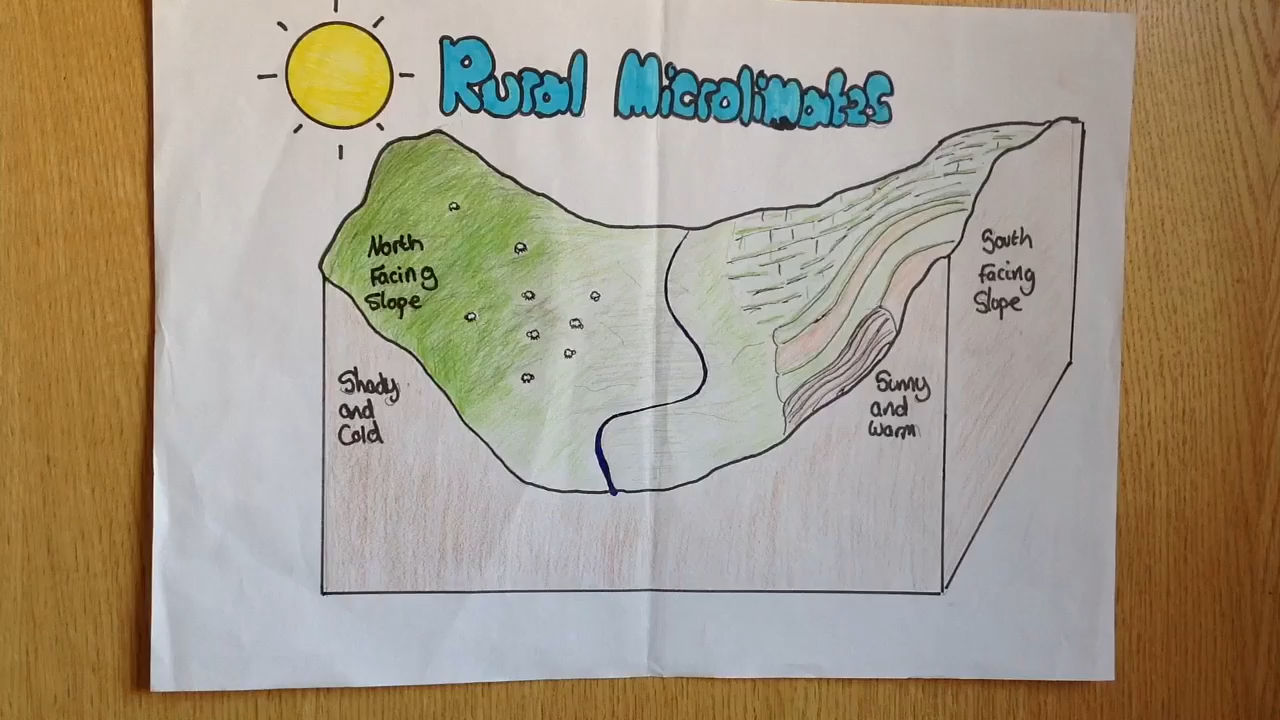 Rural Microlimates
North
Facing
Slope
Shady
and
Cold
South
facing
Slope
Sunny
and
Warm